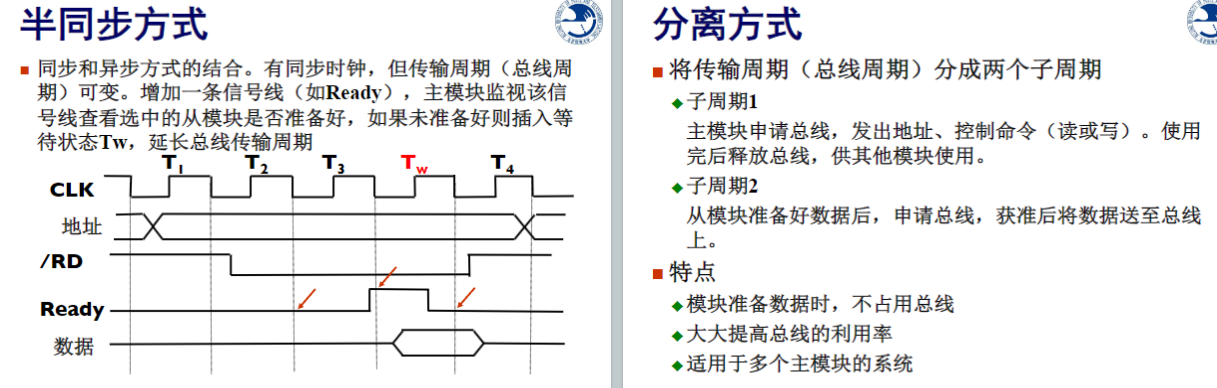 半同步方式
同步和异步方式的结合。有同步时钟，但传输周期（总线周
期）可变。增加一条信号线（如Ready），主模块监视该信
号线查看选中的从模块是否准备好，如果未准备好则插入等
待状态Tw，延长总线传输周期
T1 T2 T3 Tw T4
CLK
地址
/RD
Ready
数据
分离方式
将传输周期（总线周期）分成两个子周期
子周期1
主模块申请总线，发出地址、控制命令（读或写）。使用
完后释放总线，供其他模块使用。
子周期2
从模块准备好数据后，申请总线，获准后将数据送至总线
上。
特点
模块准备数据时，不占用总线
大大提高总线的利用率
适用于多个主模块的系统